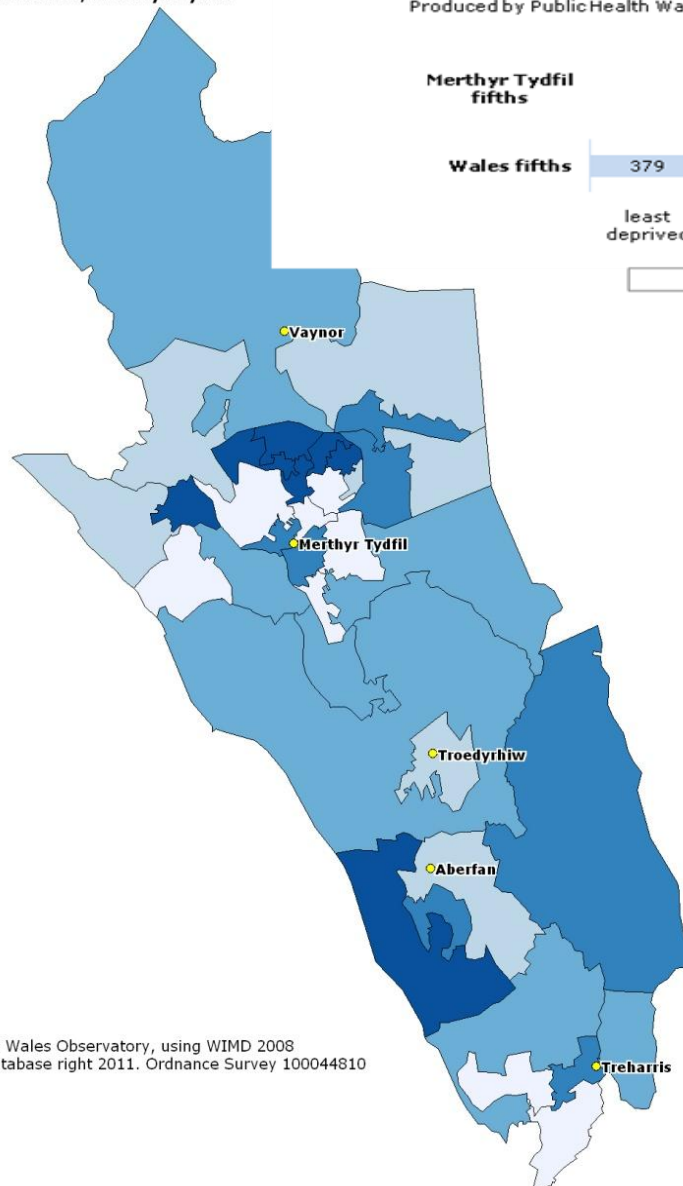 Produced by Public Health Wa
Merthyr Tydfil
fifths
Wales fifths
379
least
deprived
Vaynor
Merthyr Tydfil
Troedyrhiw
Aberfan
Treharris
Wales Observatory, using WIMD 2008
tabase right 2011. Ordnance Survey 100044810